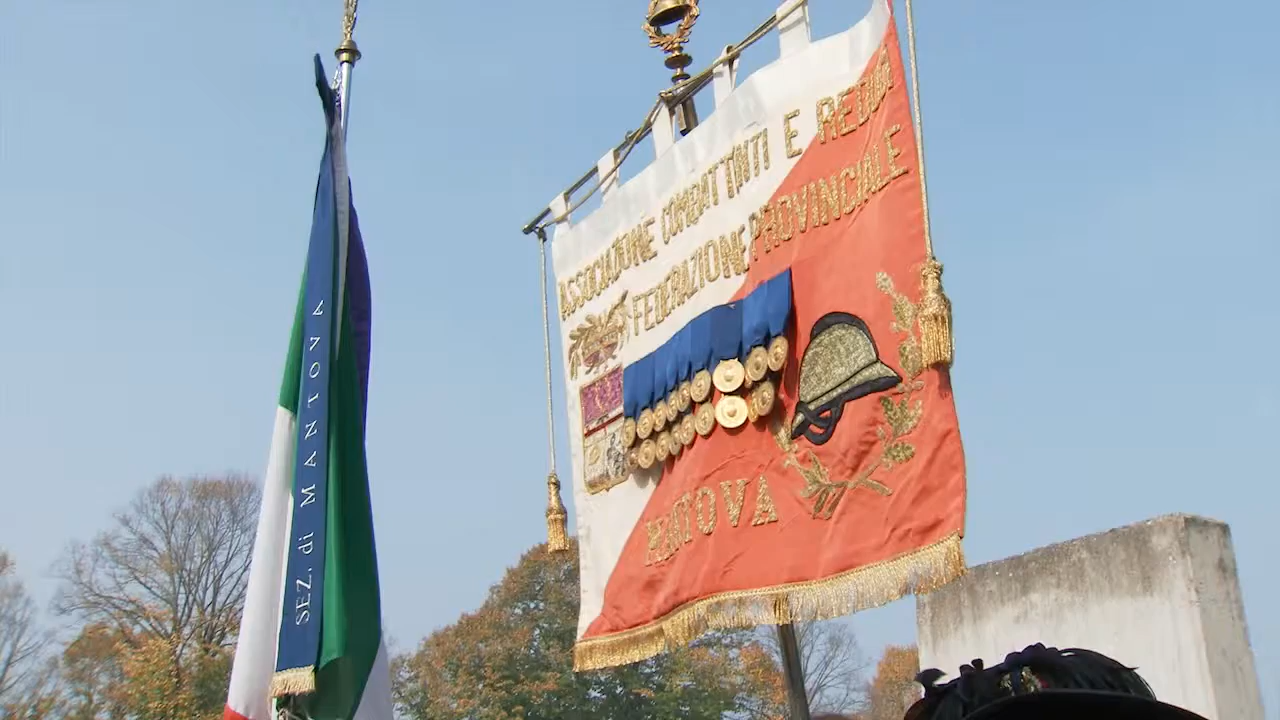 SEZ. di MANTOVA
ASSOCIAZIONE COMBATTENTI E REDUCI
FEDERAZIONE PROVINCIALE
MANTOVA